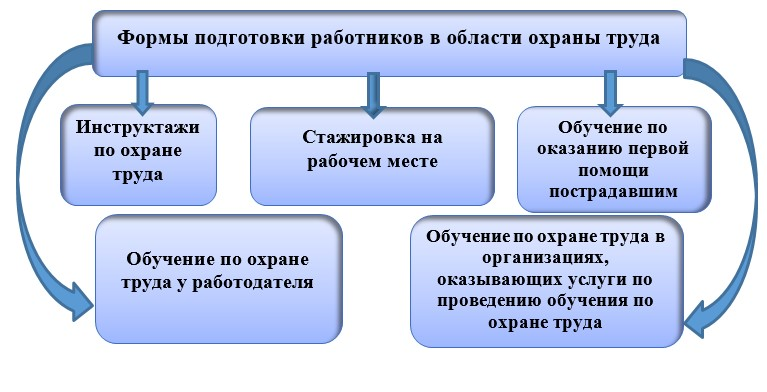 Формы подготовки работников в области охраны труда
Инструктажи
по охране
труда
Стажировка на
рабочем месте
Обучение по
оказанию первой
помощи
пострадавшим
Обучение по охране
труда у работодателя
Обучение по охране труда в
организациях,
оказывающих услуги по
проведению обучения по
охране труда